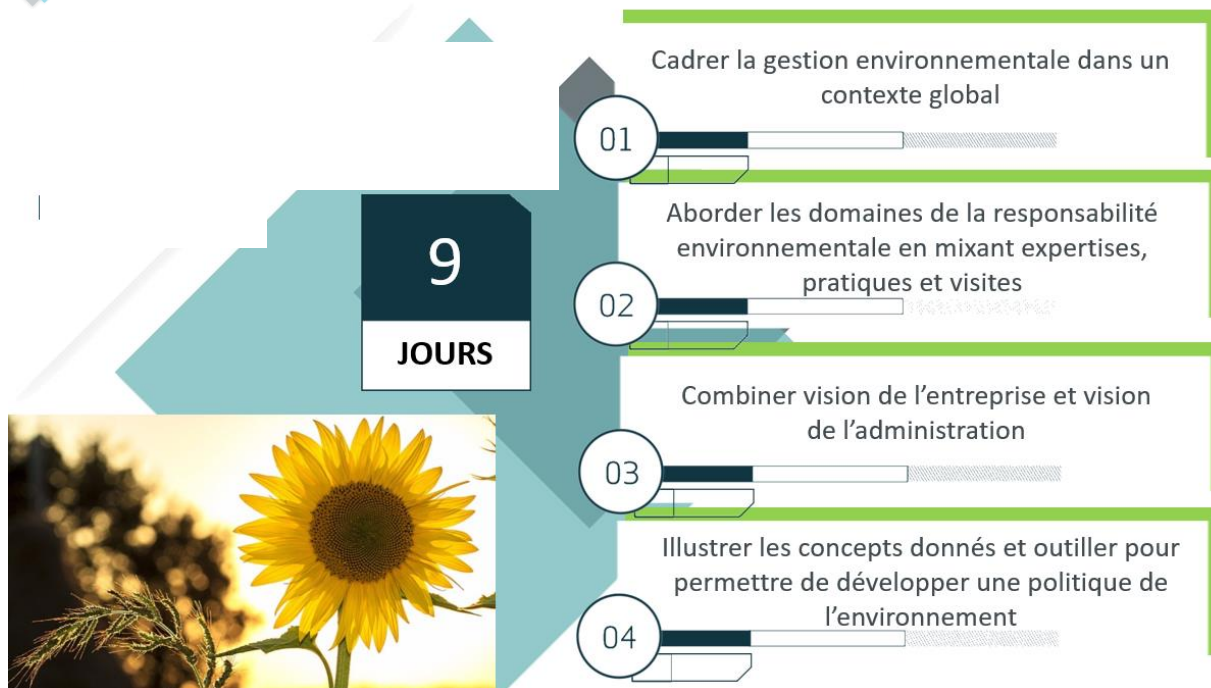 9
JOURS
01
Cadrer la gestion environnementale dans un
contexte global
02
Aborder les domaines de la responsabilité
environnementale en mixant expertises,
pratiques et visites
03
Combiner vision de l’entreprise et vision
de l’administration
04
Illustrer les concepts donnés et outiller pour
permettre de développer une politique de
l’environnement